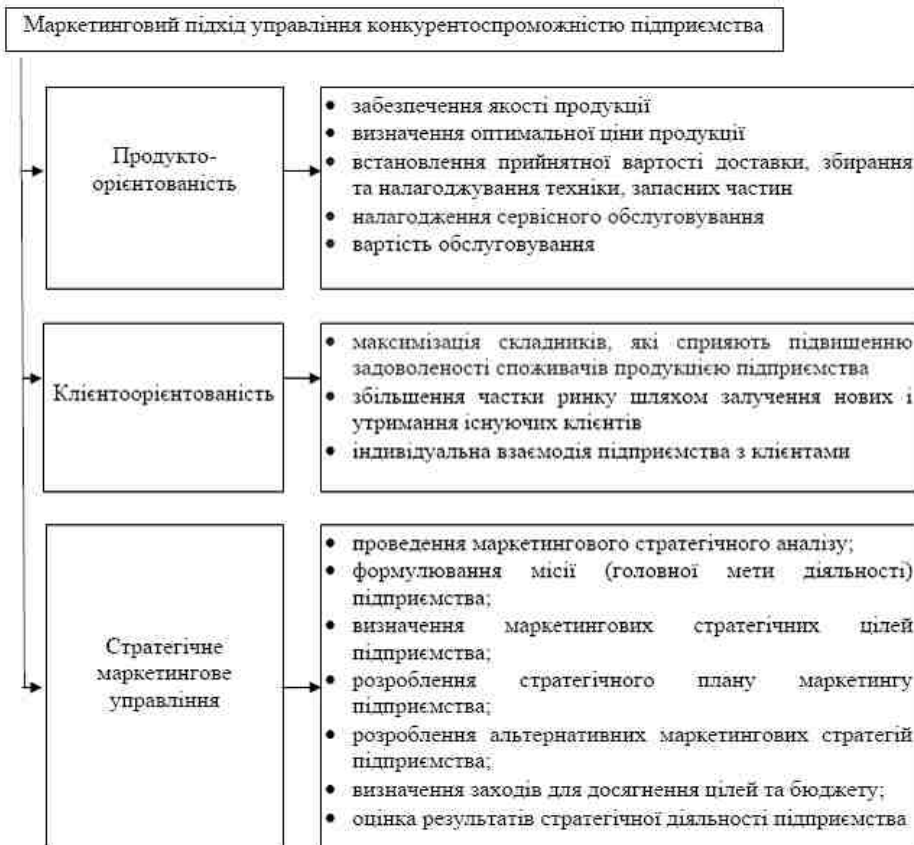 Маркетинговий підхід управління конкурентоспроможністю підприємства
Продукто-
орієнтованість
• забезпечення якості продукції
• визначення оптимальної ціни продукції
• встановлення прийнятної вартості доставки, збирання
та налагоджування техніки, запасних частин
• налагодження сервісного обслуговування
• вартість обслуговування
Клієнтоорієнтованість
• максимізація складників, які сприяють підвищенню
задоволеності споживачів продукцією підприємства
• збільшення частки ринку шляхом залучення нових і
утримання існуючих клієнтів
• індивідуальна взаємодія підприємства з клієнтами
Стратегічне
маркетингове
управління
• проведення маркетингового стратегічного аналізу;
• формулювання місії (головної мети діяльності)
підприємства;
• визначення маркетингових стратегічних цілей
підприємства;
• розроблення стратегічного плану маркетингу
підприємства;
• розроблення альтернативних маркетингових стратегій
підприємства;
• визначення заходів для досягнення цілей та бюджету;
• оцінка результатів стратегічної діяльності підприємства